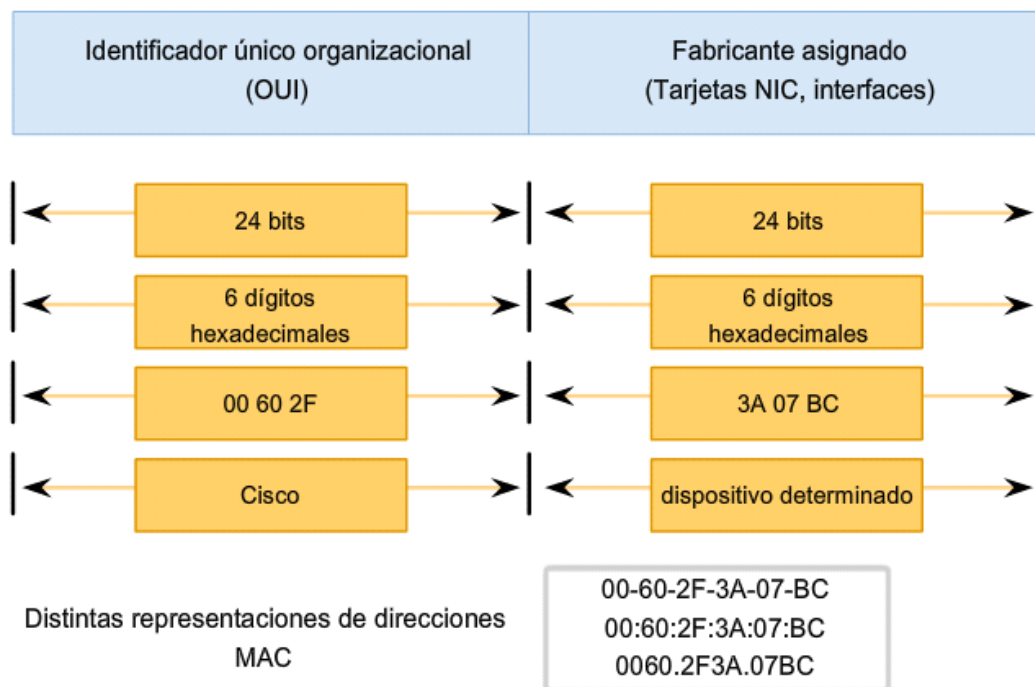 Identificador único organizacional
(OUI)
Fabricante asignado
(Tarjetas NIC, interfaces)
24 bits
24 bits
6 dígitos
hexadecimales
6 dígitos
hexadecimales
00 60 2F
3A 07 BC
Cisco
dispositivo determinado
Distintas representaciones de direcciones
MAC
00-60-2F-3A-07-BC
00:60:2F:3A:07:BC
0060.2F3A.07BC